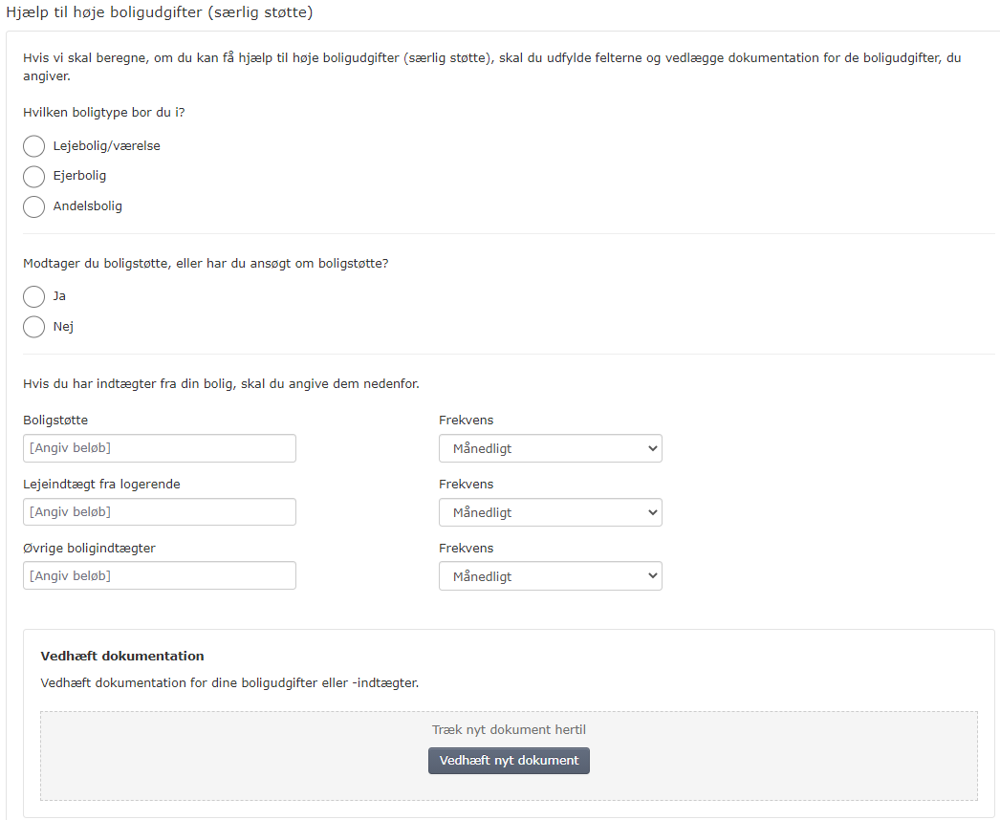 Hjælp til høje boligudgifter (særlig støtte)
Hvis vi skal beregne, om du kan få hjælp til høje boligudgifter (særlig støtte), skal du udfylde felterne og vedlægge dokumentation for de boligudgifter, du
angiver.
Hvilken boligtype bor du i?
Lejebolig/værelse
Ejerbolig
Andelsbolig
Modtager du boligstøtte, eller har du ansøgt om boligstøtte?
Ja
Nej
Hvis du har indtægter fra din bolig, skal du angive dem nedenfor.
Boligstøtte Frekvens
[Angiv beløb] Månedligt
Lejeindtægt fra logerende Frekvens
[Angiv beløb] Månedligt
Øvrige boligindtægter Frekvens
[Angiv beløb] Månedligt
Vedhæft dokumentation
Vedhæft dokumentation for dine boligudgifter eller -indtægter.
Træk nyt dokument hertil
Vedhæft nyt dokument